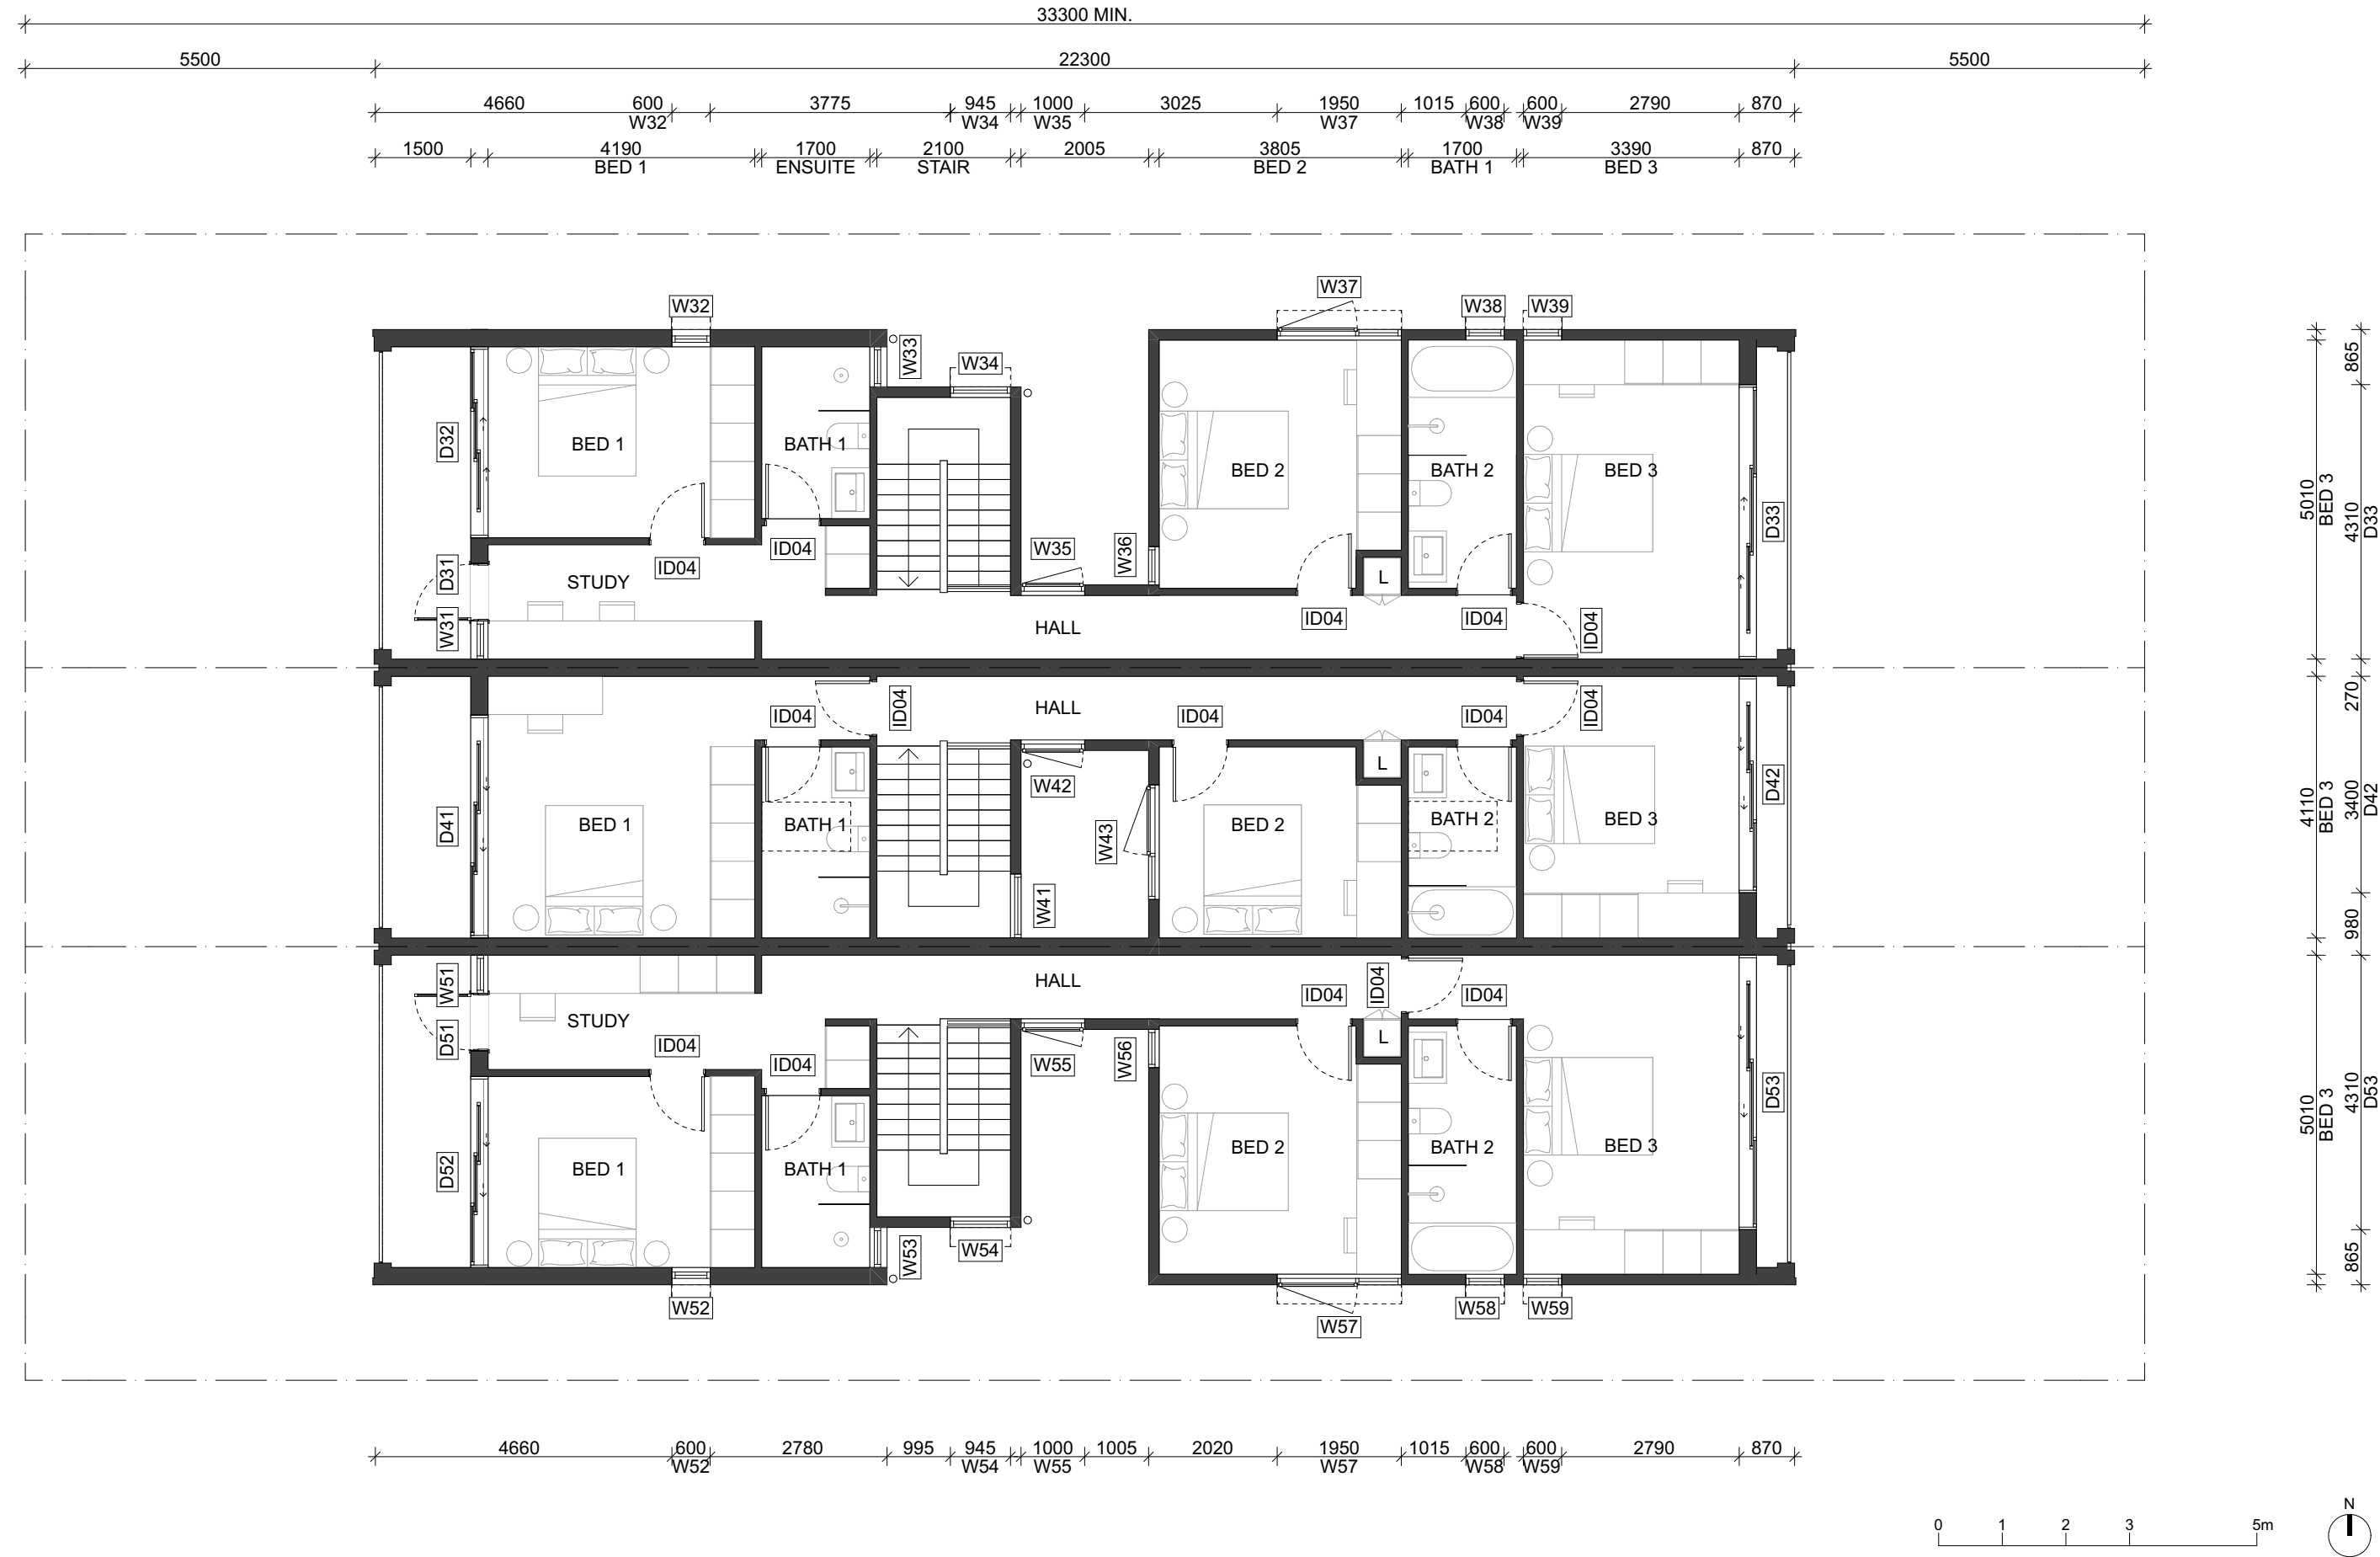 33300 MIN.
5500 22300 5500
4660 600 3775 945 1000 3025 1950 1015 600 600 2790 870
W32 W34 W35 W37 W38 W39
1500 4190 1700 2100 2005 3805 1700 3390 870
BED 1 ENSUITE STAIR BED 2 BATH 1 BED 3
W37
W32 W38 W39
W33
W34
865
D32
BED 1 BATH 1
BED 2 BATH 2 BED 3
D33
5010
BED 3
4310
D33
ID04 W35 W36
ID04
D31
STUDY
L
W31
HALL
ID04 ID04 ID04
ID04
HALL
ID04
270
ID04 ID04 ID04
L
W42
D42
4110
BED 3
3400
D42
D41
BED 1 BATH 1
W43
BED 2 BATH 2 BED 3
W41
980
W51
HALL
ID04
ID04 ID04
STUDY
D51
ID04
L
ID04 W55 W56
D53
5010
BED 3
4310
D53
D52
BED 1 BATH 1
BED 2 BATH 2 BED 3
W53
W54
865
W52 W58 W59
W57
4660 600 2780 995 945 1000 1005 2020 1950 1015 600 600 2790 870
W52 W54 W55 W57 W58 W59
N
0 1 2 3 5m